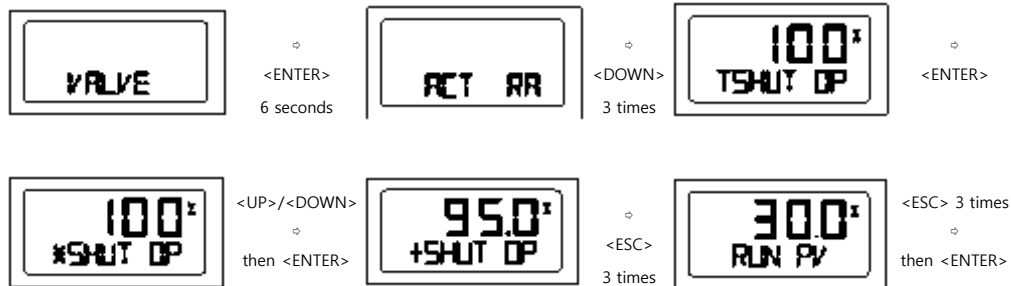 VALVE
⇨
<ENTER>
6 seconds
ACT RA
⇨
<DOWN>
3 times
100%
TSHUT OP
⇨
<ENTER>
100%
*SHUT OP
<UP>/<DOWN>
⇨
then <ENTER>
95.0%
+SHUT OP
⇨
<ESC>
3 times
30.0%
RUN PV
<ESC> 3 times
⇨
then <ENTER>